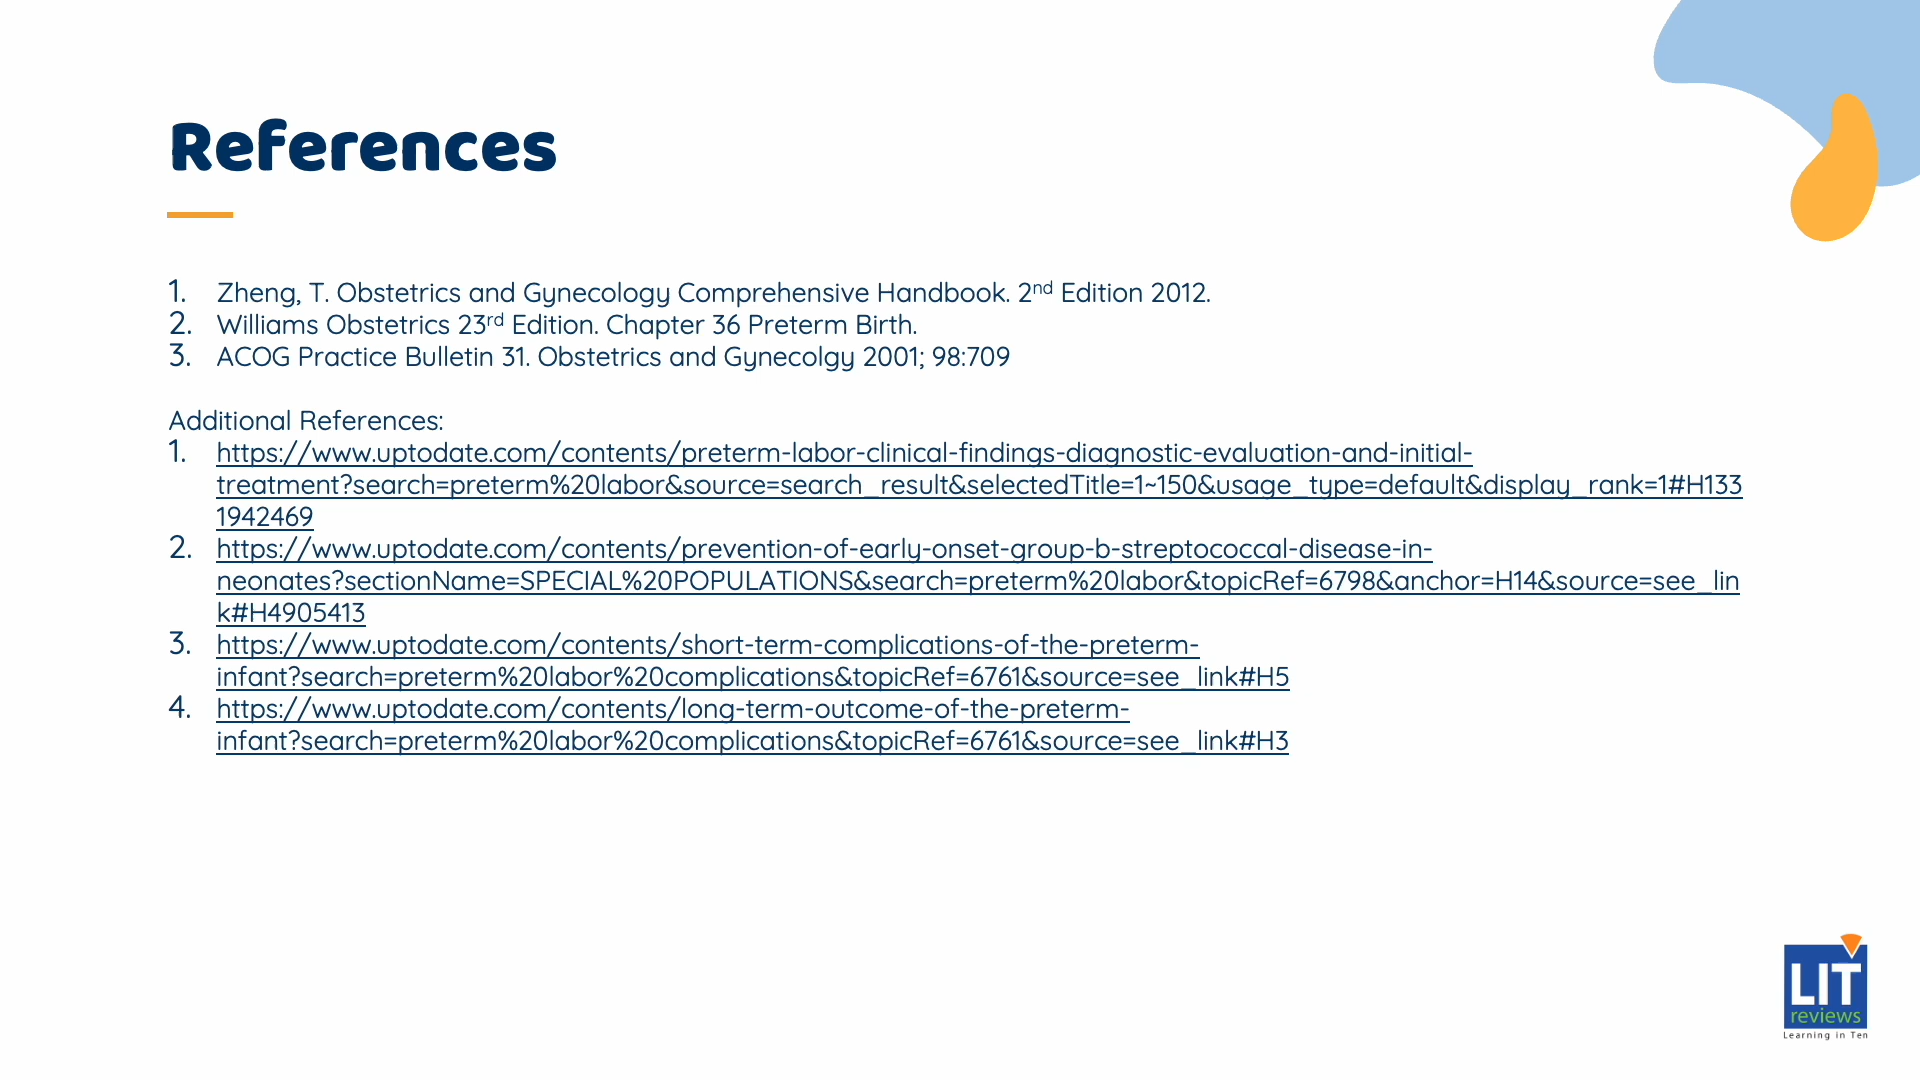 References
1. Zheng, T. Obstetrics and Gynecology Comprehensive Handbook. 2nd Edition 2012.
2. Williams Obstetrics 23rd Edition. Chapter 36 Preterm Birth.
3. ACOG Practice Bulletin 31. Obstetrics and Gynecolgy 2001; 98:709
Additional References:
1. https://www.uptodate.com/contents/preterm-labor-clinical-findings-diagnostic-evaluation-and-initial-
treatment?search=preterm%20labor&source=search_result&selectedTitle=1~150&usage_type=default&display_rank=1#H133
1942469
2. https://www.uptodate.com/contents/prevention-of-early-onset-group-b-streptococcal-disease-in-
neonates?sectionName=SPECIAL%20POPULATIONS&search=preterm%20labor&topicRef=6798&anchor=H14&source=see_lin
k#H4905413
3. https://www.uptodate.com/contents/short-term-complications-of-the-preterm-
infant?search=preterm%20labor%20complications&topicRef=6761&source=see_link#H5
4. https://www.uptodate.com/contents/long-term-outcome-of-the-preterm-
infant?search=preterm%20labor%20complications&topicRef=6761&source=see_link#H3
LIT
reviews
Learning in Ten